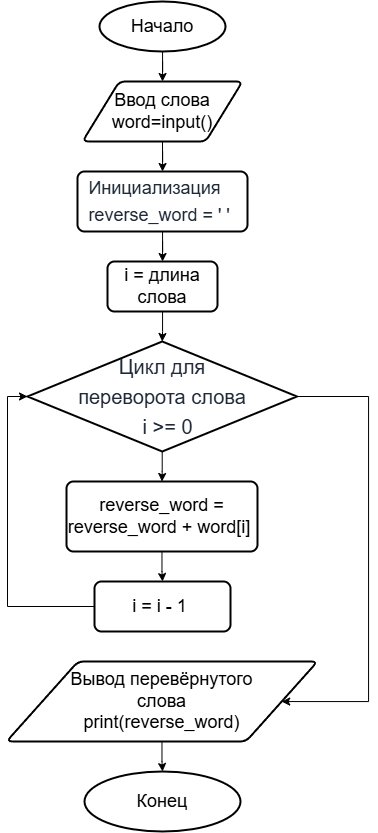 Начало
Ввод слова
word=input()
Инициализация
reverse_word = ' '
i = длина
слова
Цикл для
переворота слова
i >= 0
reverse_word =
reverse_word + word[i]
i = i - 1
Вывод перевёрнутого
слова
print(reverse_word)
Конец